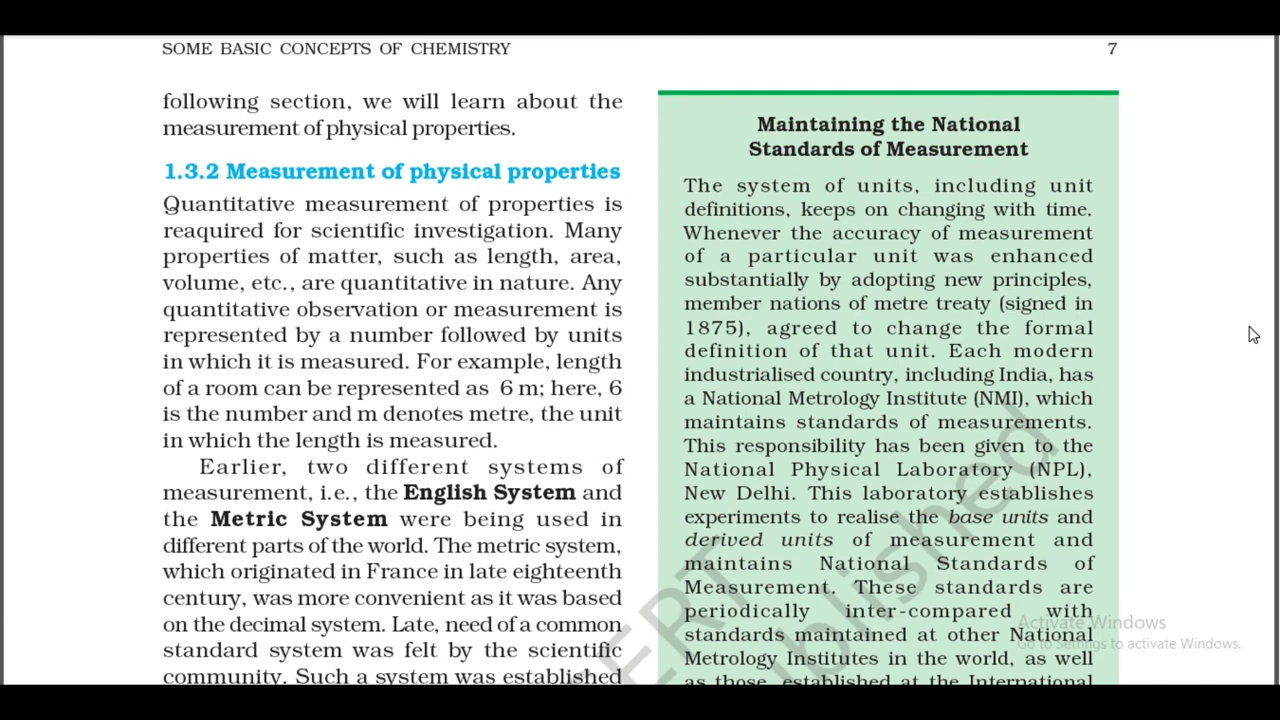 SOME BASIC CONCEPTS OF CHEMISTRY
7
following section, we will learn about the
measurement of physical properties.
1.3.2 Measurement of physical properties
Quantitative measurement of properties is
reaquired for scientific investigation. Many
properties of matter, such as length, area,
volume, etc., are quantitative in nature. Any
quantitative observation or measurement is
represented by a number followed by units
in which it is measured. For example, length
of a room can be represented as 6 m; here, 6
is the number and m denotes metre, the unit
in which the length is measured.
Earlier, two different systems of
measurement, i.e., the English System and
the Metric System were being used in
different parts of the world. The metric system,
which originated in France in late eighteenth
century, was more convenient as it was based
on the decimal system. Late, need of a common
standard system was felt by the scientific
community. Such a system was established
Maintaining the National
Standards of Measurement
The system of units, including unit
definitions, keeps on changing with time.
Whenever the accuracy of measurement
of a particular unit was enhanced
substantially by adopting new principles,
member nations of metre treaty (signed in
1875), agreed to change the formal
definition of that unit. Each modern
industrialised country, including India, has
a National Metrology Institute (NMI), which
maintains standards of measurements.
This responsibility has been given to the
National Physical Laboratory (NPL),
New Delhi. This laboratory establishes
experiments to realise the base units and
derived units of measurement and
maintains National Standards of
Measurement. These standards are
periodically inter-compared with
standards maintained at other National
Metrology Institutes in the world, as well
as those, established at the International
ERT
blished
Activate Windows
Go to Settings to activate Windows.